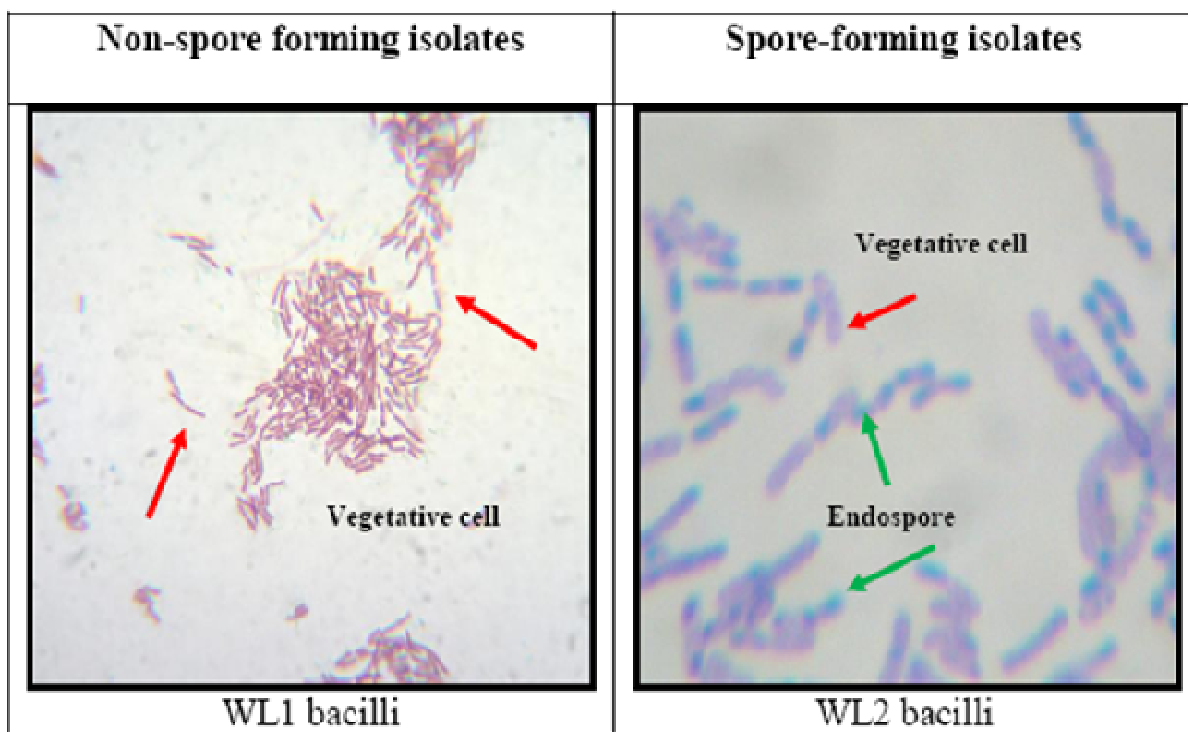 Non-spore forming isolates
Spore-forming isolates
Vegetative cell
Vegetative cell
Endospore
WL1 bacilli
WL2 bacilli